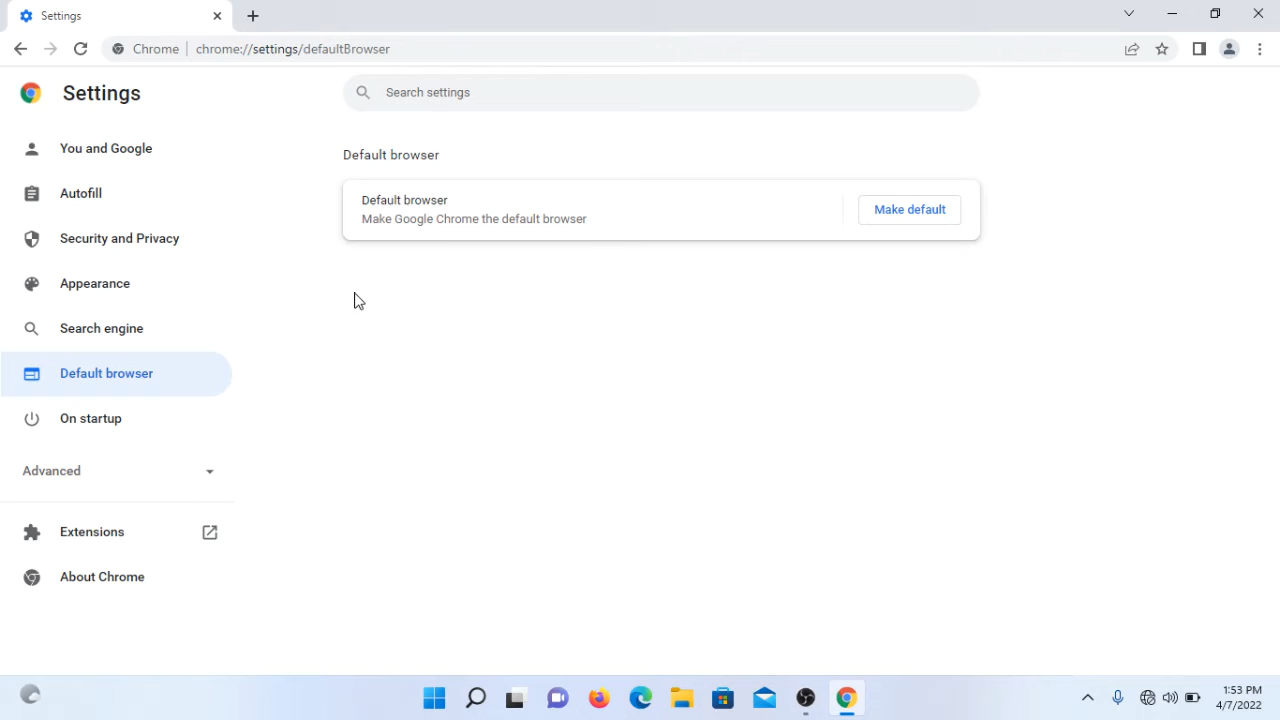 Settings
Chrome
chrome://settings/defaultBrowser
Settings
Search settings
You and Google
Autofill
Security and Privacy
Appearance
Search engine
Default browser
On startup
Advanced
Extensions
About Chrome
Default browser
Default browser
Make Google Chrome the default browser
Make default
1:53 PM
4/7/2022